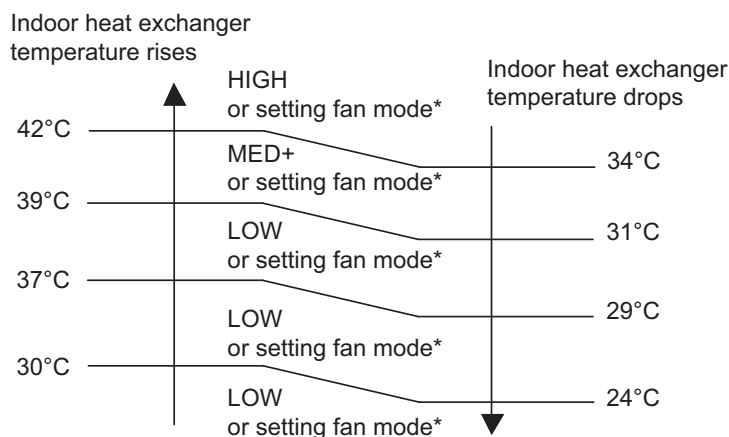 Indoor heat exchanger
temperature rises
Indoor heat exchanger
temperature drops
HIGH
or setting fan mode*
42°C
34°C
MED+
or setting fan mode*
39°C
31°C
LOW
or setting fan mode*
37°C
29°C
LOW
or setting fan mode*
30°C
24°C
LOW
or setting fan mode*